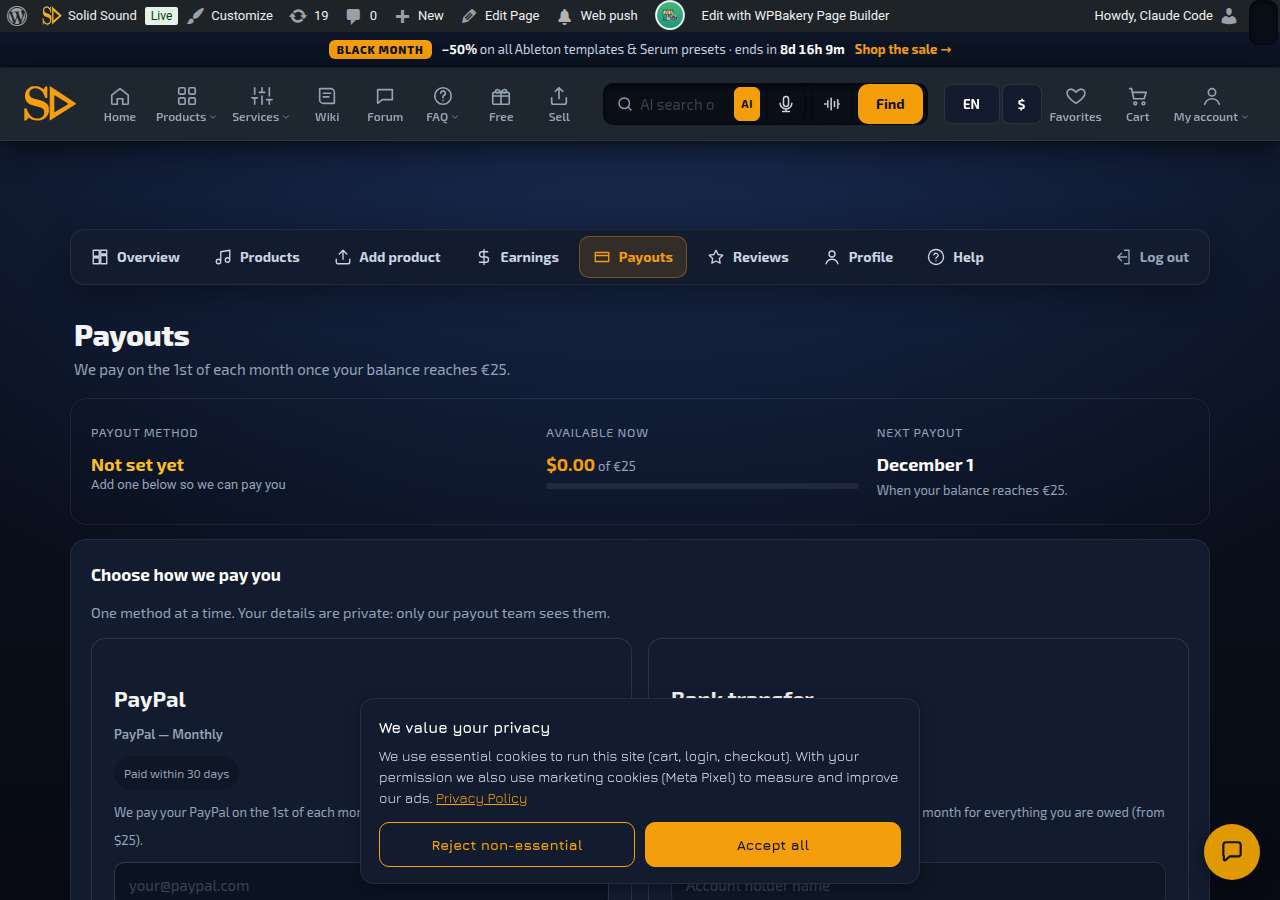 Solid Sound Live Customize 19 0 New Edit Page Web push Edit with WPBakery Page Builder Howdy, Claude Code
BLACK MONTH −50% on all Ableton templates & Serum presets · ends in 8d 16h 9m Shop the sale →
Home Products Services Wiki Forum FAQ Free Sell AI search o AI Find EN $ Favorites Cart My account
Overview Products Add product Earnings Payouts Reviews Profile Help Log out
Payouts
We pay on the 1st of each month once your balance reaches €25.
PAYOUT METHOD AVAILABLE NOW NEXT PAYOUT
Not set yet $0.00 of €25 December 1
Add one below so we can pay you When your balance reaches €25.
Choose how we pay you
One method at a time. Your details are private: only our payout team sees them.
PayPal Bank transfer
PayPal — Monthly
Paid within 30 days
We pay your PayPal on the 1st of each mon month for everything you are owed (from
$25).
your@paypal.com Account holder name
We value your privacy
We use essential cookies to run this site (cart, login, checkout). With your
permission we also use marketing cookies (Meta Pixel) to measure and improve
our ads. Privacy Policy
Reject non-essential Accept all